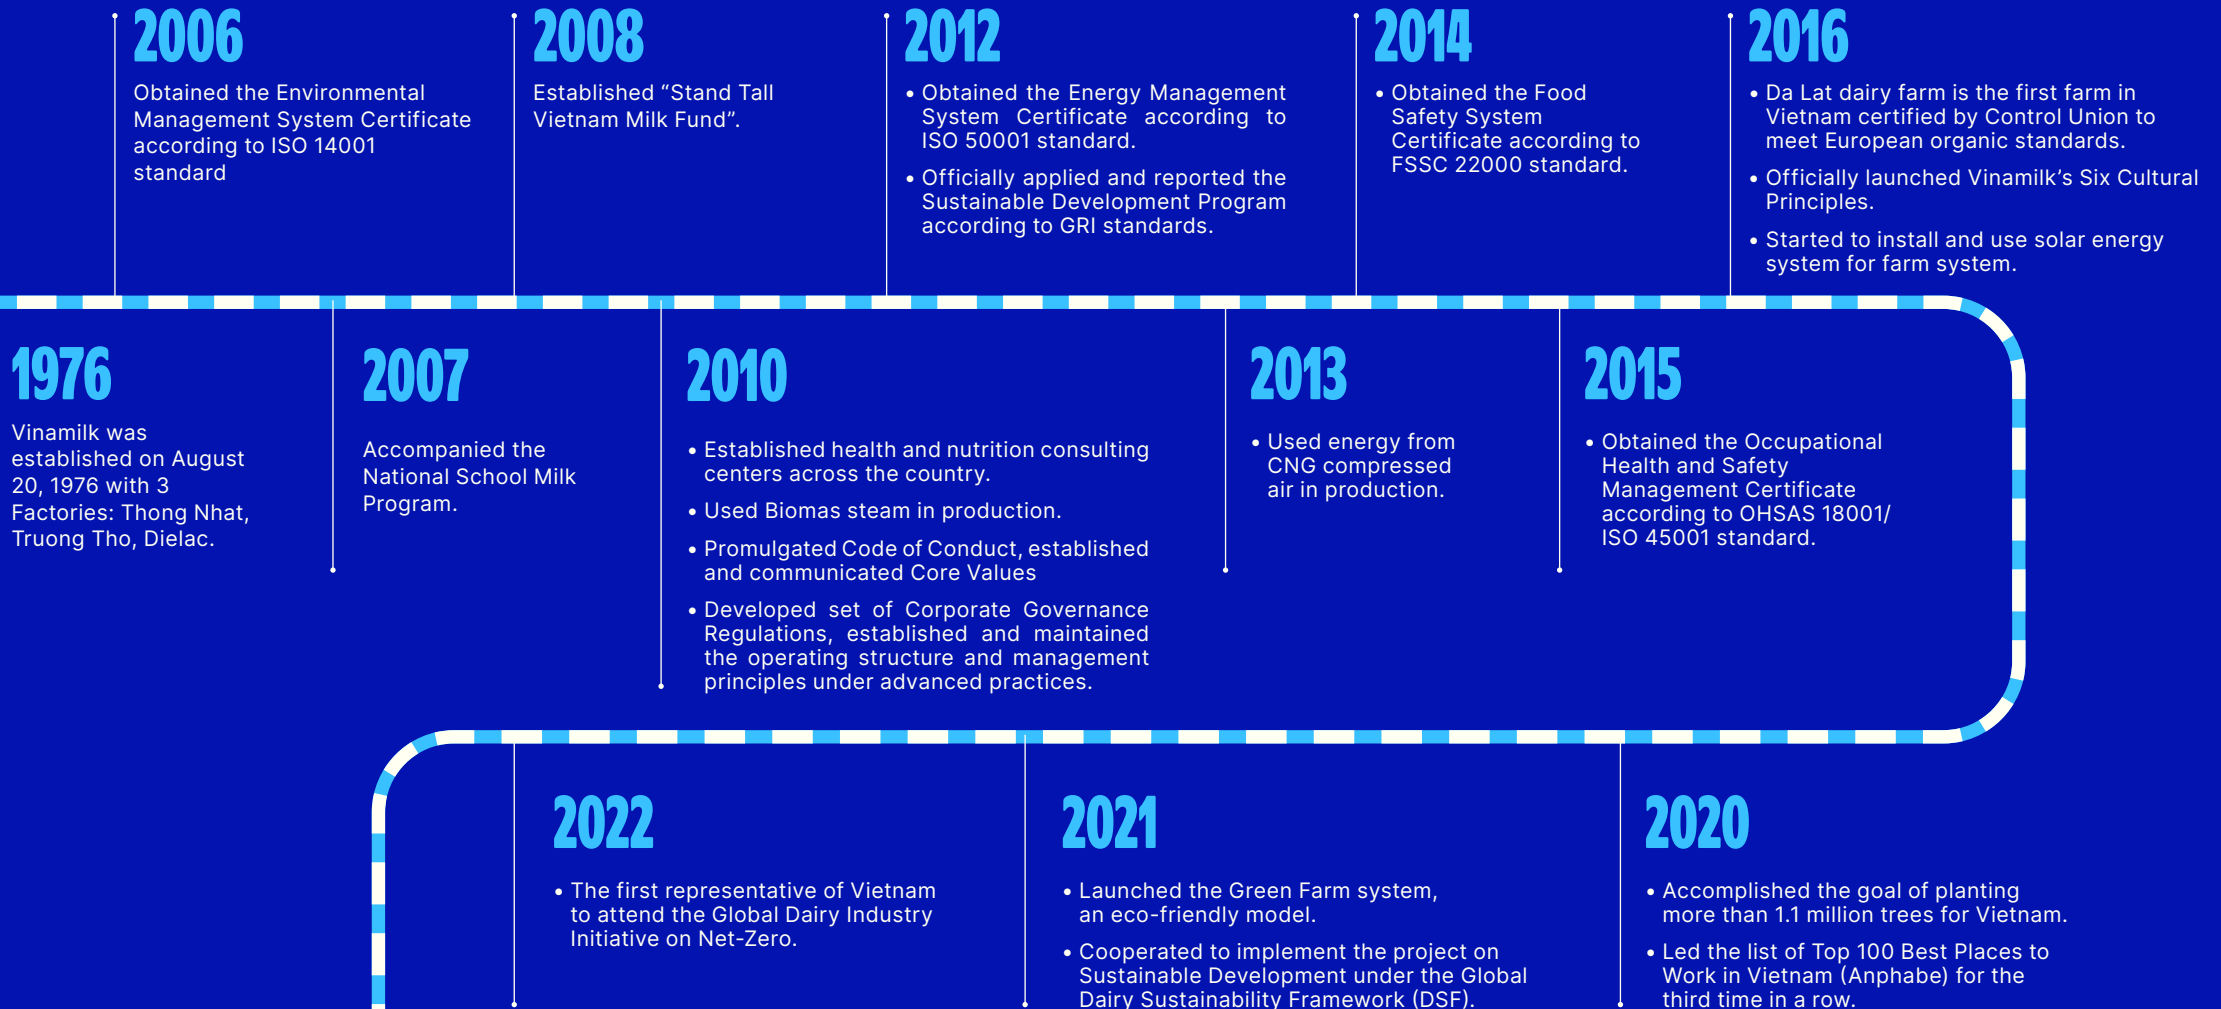 2006
Obtained the Environmental
Management System Certificate
according to ISO 14001
standard
2008
Established “Stand Tall
Vietnam Milk Fund”.
2012
• Obtained the Energy Management
System Certificate according to
ISO 50001 standard.
• Officially applied and reported the
Sustainable Development Program
according to GRI standards.
2014
• Obtained the Food
Safety System
Certificate according to
FSSC 22000 standard.
2016
• Da Lat dairy farm is the first farm in
Vietnam certified by Control Union to
meet European organic standards.
• Officially launched Vinamilk’s Six Cultural
Principles.
• Started to install and use solar energy
system for farm system.
1976
Vinamilk was
established on August
20, 1976 with 3
Factories: Thong Nhat,
Truong Tho, Dielac.
2007
Accompanied the
National School Milk
Program.
2010
• Established health and nutrition consulting
centers across the country.
• Used Biomas steam in production.
• Promulgated Code of Conduct, established
and communicated Core Values
• Developed set of Corporate Governance
Regulations, established and maintained
the operating structure and management
principles under advanced practices.
2013
• Used energy from
CNG compressed
air in production.
2015
• Obtained the Occupational
Health and Safety
Management Certificate
according to OHSAS 18001/
ISO 45001 standard.
2022
• The first representative of Vietnam
to attend the Global Dairy Industry
Initiative on Net-Zero.
2021
• Launched the Green Farm system,
an eco-friendly model.
• Cooperated to implement the project on
Sustainable Development under the Global
Dairy Sustainability Framework (DSF).
2020
• Accomplished the goal of planting
more than 1.1 million trees for Vietnam.
• Led the list of Top 100 Best Places to
Work in Vietnam (Anphabe) for the
third time in a row.